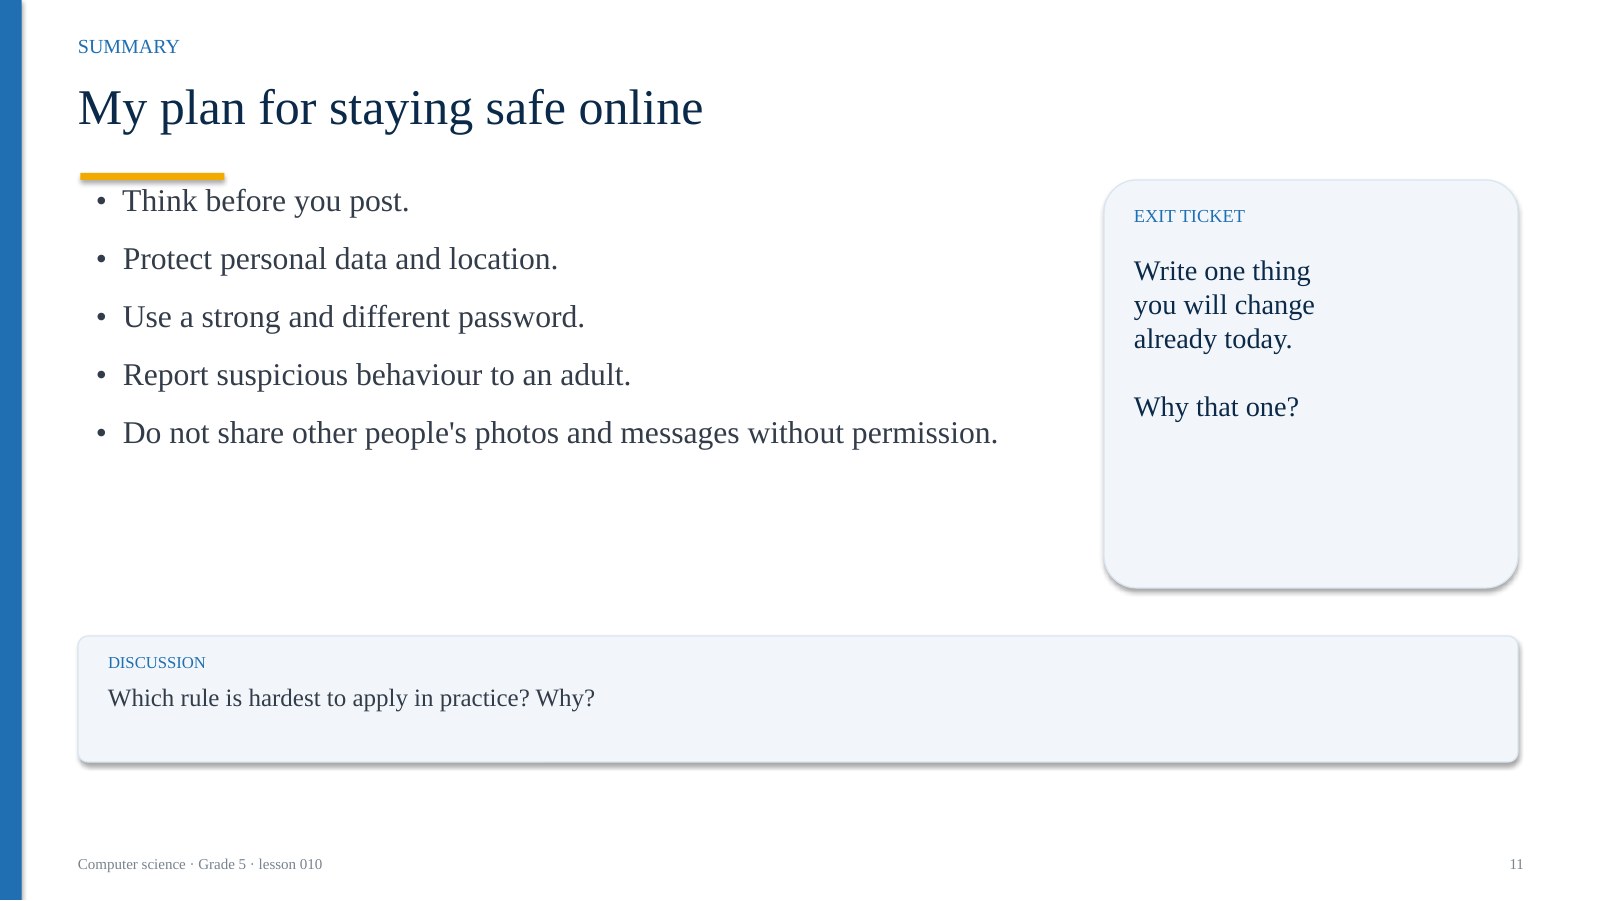 SUMMARY
My plan for staying safe online
• Think before you post.
• Protect personal data and location.
• Use a strong and different password.
• Report suspicious behaviour to an adult.
• Do not share other people's photos and messages without permission.
EXIT TICKET
Write one thing
you will change
already today.
Why that one?
DISCUSSION
Which rule is hardest to apply in practice? Why?
Computer science · Grade 5 · lesson 010
11